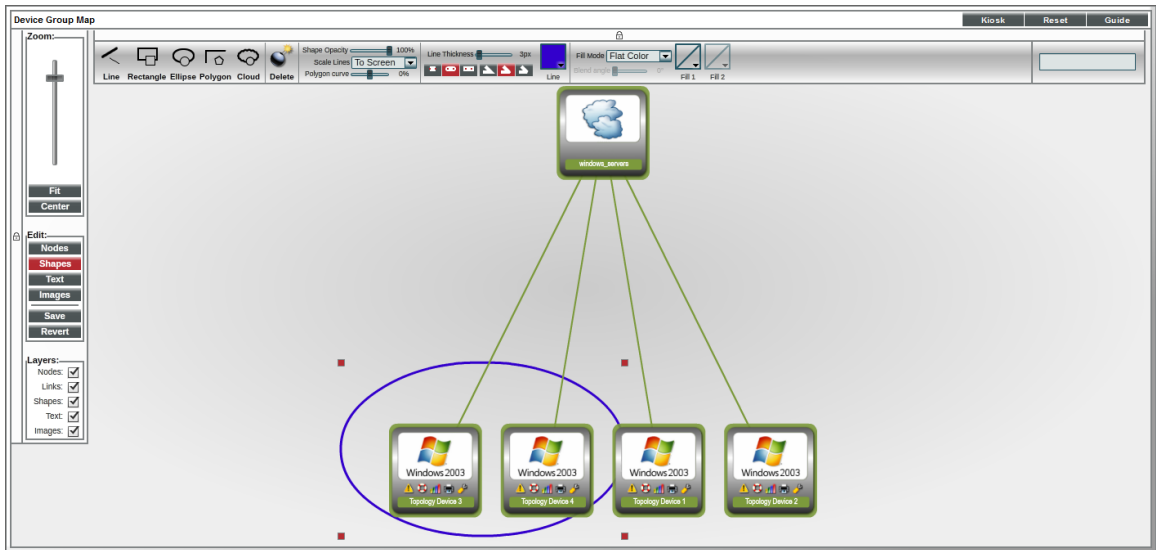 Device Group Map
Kiosk
Reset
Guide
Zoom:
Fit
Center
Edit:
Nodes
Shapes
Text
Images
Save
Revert
Layers:
Nodes:
Links:
Shapes:
Text:
Images:
Line
Rectangle
Ellipse
Polygon
Cloud
Delete
Shape Opacity 100%
Scale Lines To Screen
Polygon curve 0%
Line Thickness 3px
Line
Fill Mode Flat Color
Blend angle 0°
Fill 1
Fill 2
windows_servers
Windows 2003
Topology Device 3
Windows 2003
Topology Device 4
Windows 2003
Topology Device 1
Windows 2003
Topology Device 2